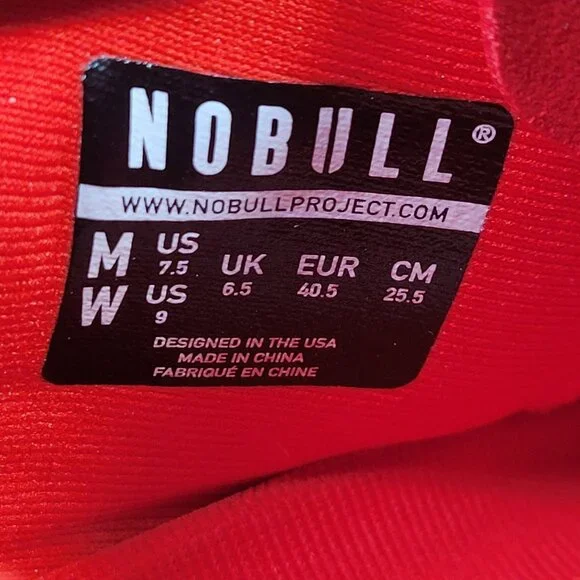 NOBULL®
WWW.NOBULLPROJECT.COM
M US 7.5 UK 6.5 EUR 40.5 CM 25.5
W US 9
DESIGNED IN THE USA
MADE IN CHINA
FABRIQUÉ EN CHINE